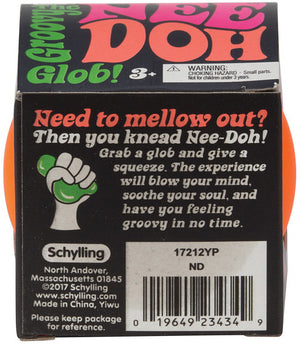 The Groovy
Glob!
NEE
DOH
3+
WARNING:
CHOKING HAZARD - Small parts.
Not for children under 3 years.
Need to mellow out?
Then you knead Nee-Doh!
Grab a glob and give a
squeeze. The experience
will blow your mind,
soothe your soul, and
have you feeling
groovy in no time.
Schylling
North Andover,
Massachusetts 01845
©2017 Schylling
www.schylling.com
Made in China, Yiwu
Please keep package
for reference.
17212YP
ND
0 19649 23434 9